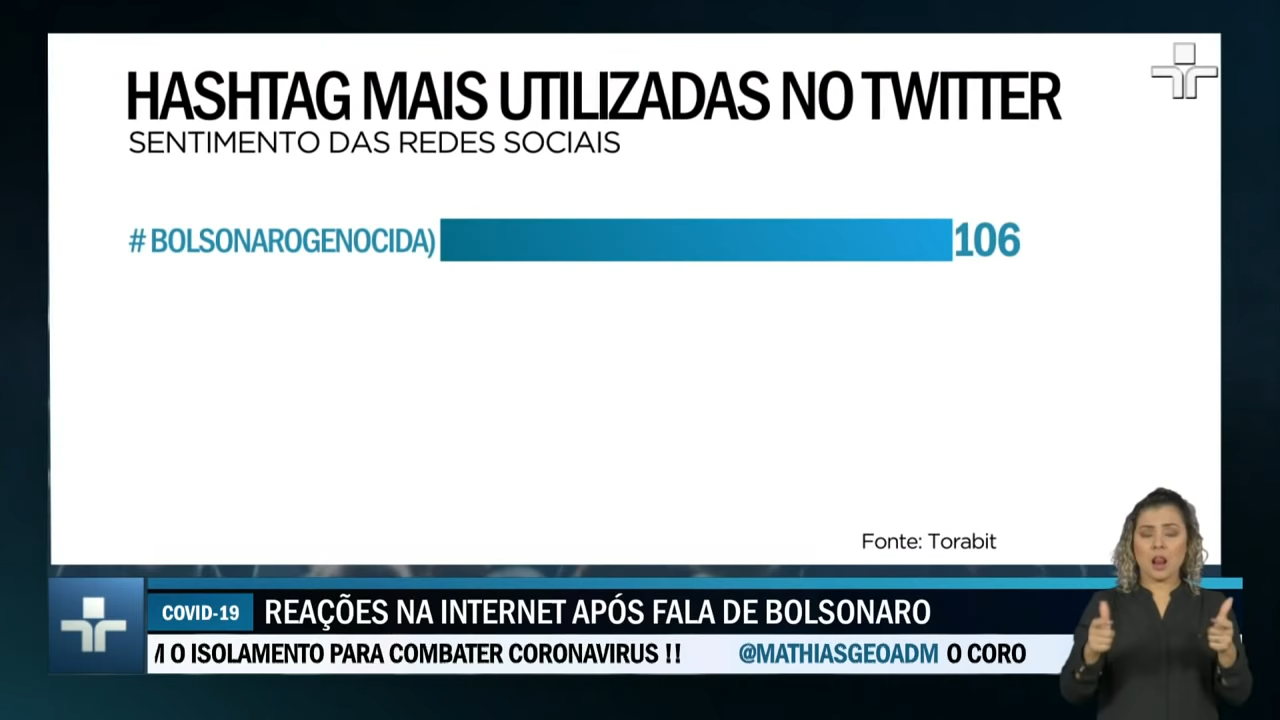 HASHTAG MAIS UTILIZADAS NO TWITTER
SENTIMENTO DAS REDES SOCIAIS
# BOLSONAROGENOCIDA) 106
Fonte: Torabit
COVID-19 REAÇÕES NA INTERNET APÓS FALA DE BOLSONARO
O ISOLAMENTO PARA COMBATER CORONAVIRUS !! @MATHIASGEOADM O CORO